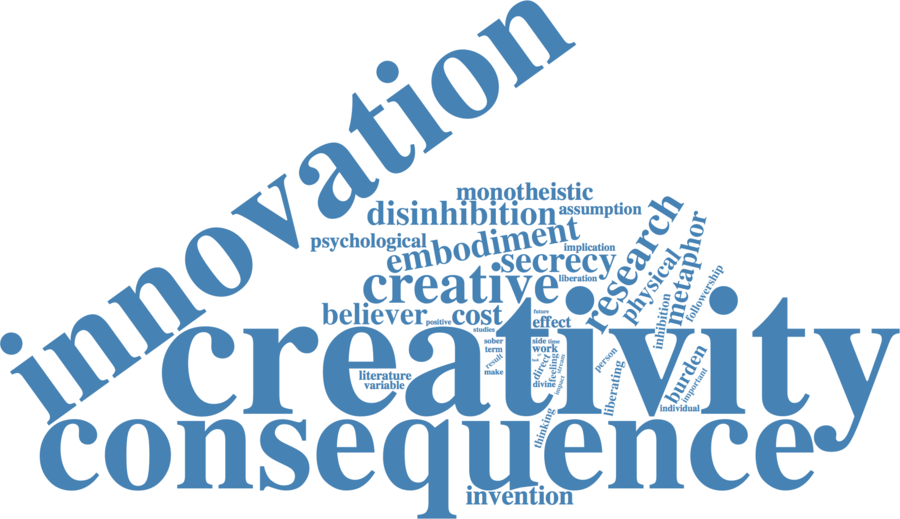 innovation
monotheistic
disinhibition
assumption
psychological
embodiment
implication
secrecy
liberation
creative
research
physical
metaphor
followership
inhibition
believer
positive
cost
studies
future
effect
creativity
sober
term
result
make
side
time
work
direct
feeling
stream
divine
impact
person
liberating
literature
variable
burden
important
individual
thinking
consequence
invention